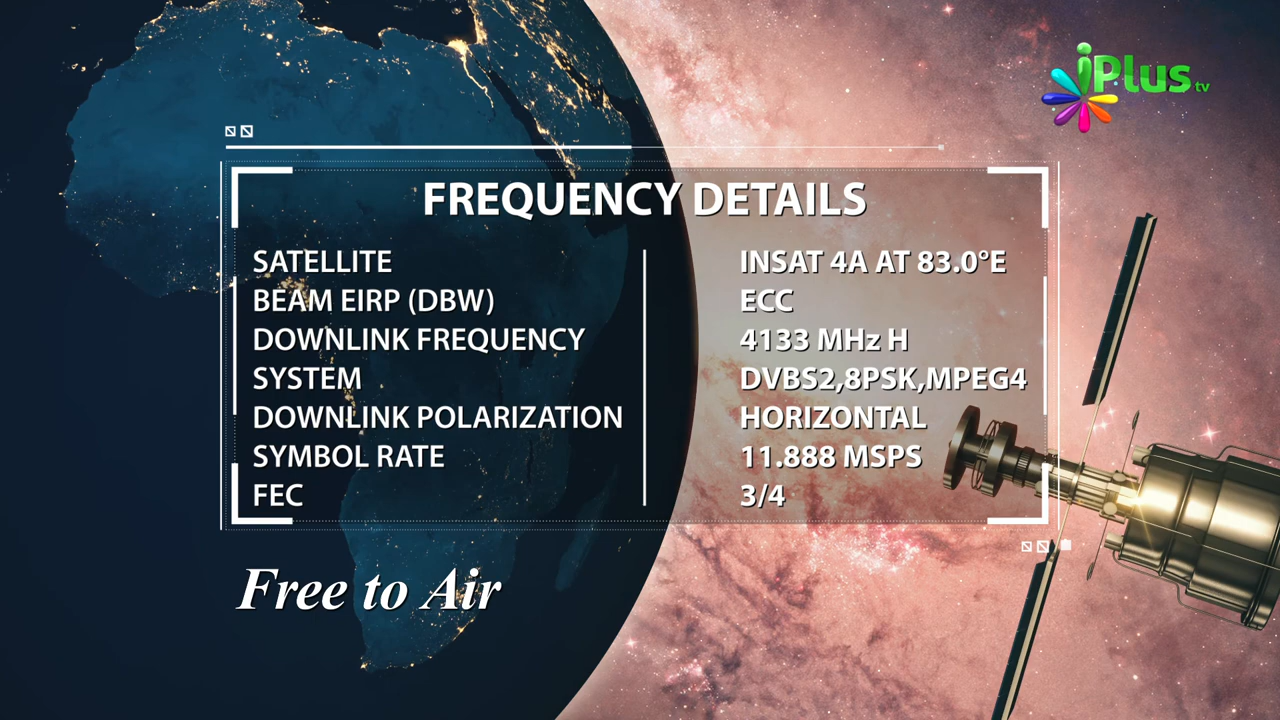 iPlus tv
FREQUENCY DETAILS
SATELLITE INSAT 4A AT 83.0°E
BEAM EIRP (DBW) ECC
DOWNLINK FREQUENCY 4133 MHz H
SYSTEM DVBS2,8PSK,MPEG4
DOWNLINK POLARIZATION HORIZONTAL
SYMBOL RATE 11.888 MSPS
FEC 3/4
Free to Air